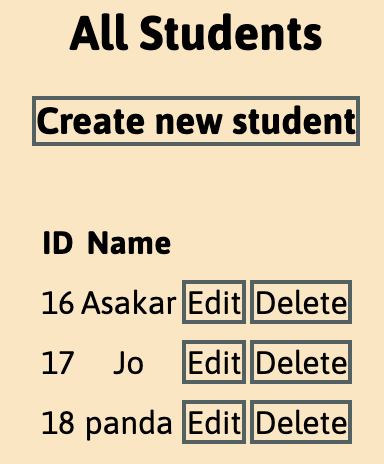 All Students
Create new student
ID Name
16 Asakar Edit Delete
17 Jo Edit Delete
18 panda Edit Delete